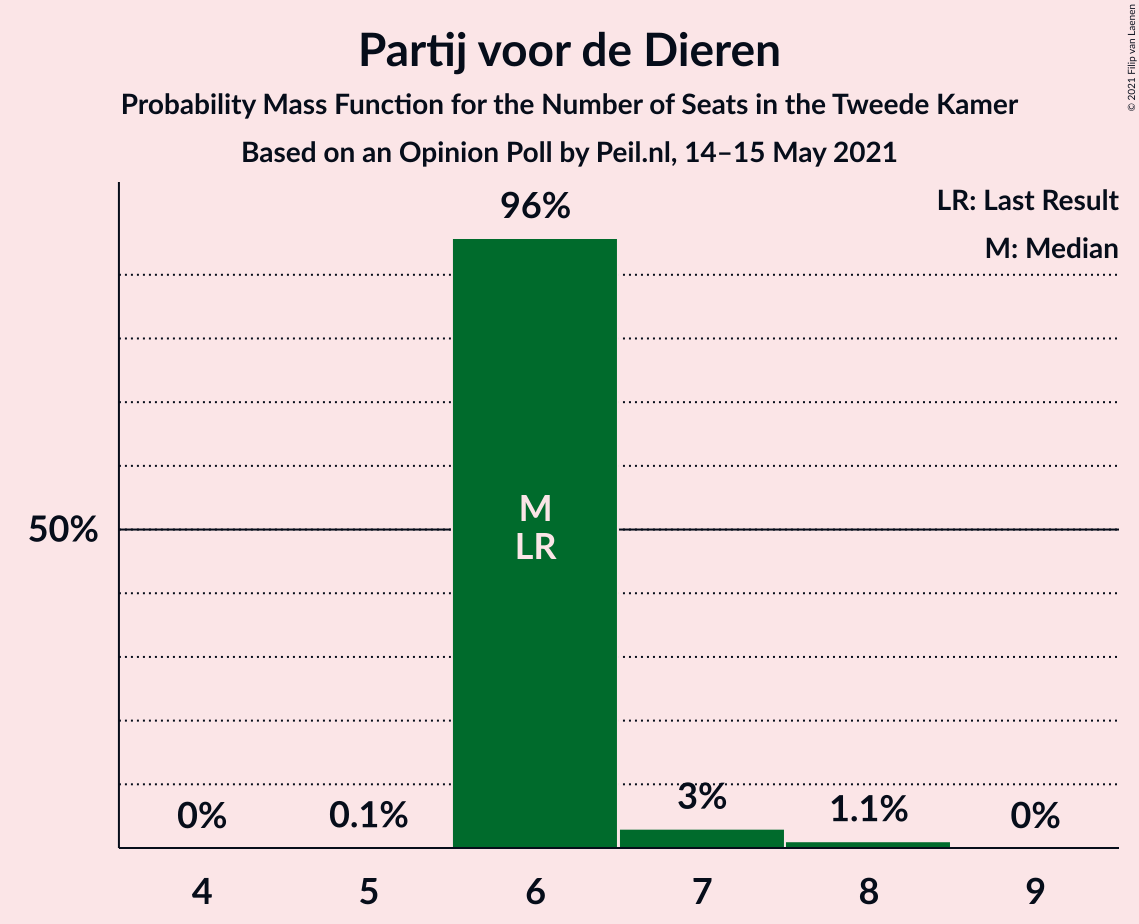 Partij voor de Dieren
Probability Mass Function for the Number of Seats in the Tweede Kamer
Based on an Opinion Poll by Peil.nl, 14–15 May 2021
© 2021 Filip van Laenen
LR: Last Result
M: Median
96%
M
LR
50%
0%
0.1%
3%
1.1%
0%
4
5
6
7
8
9